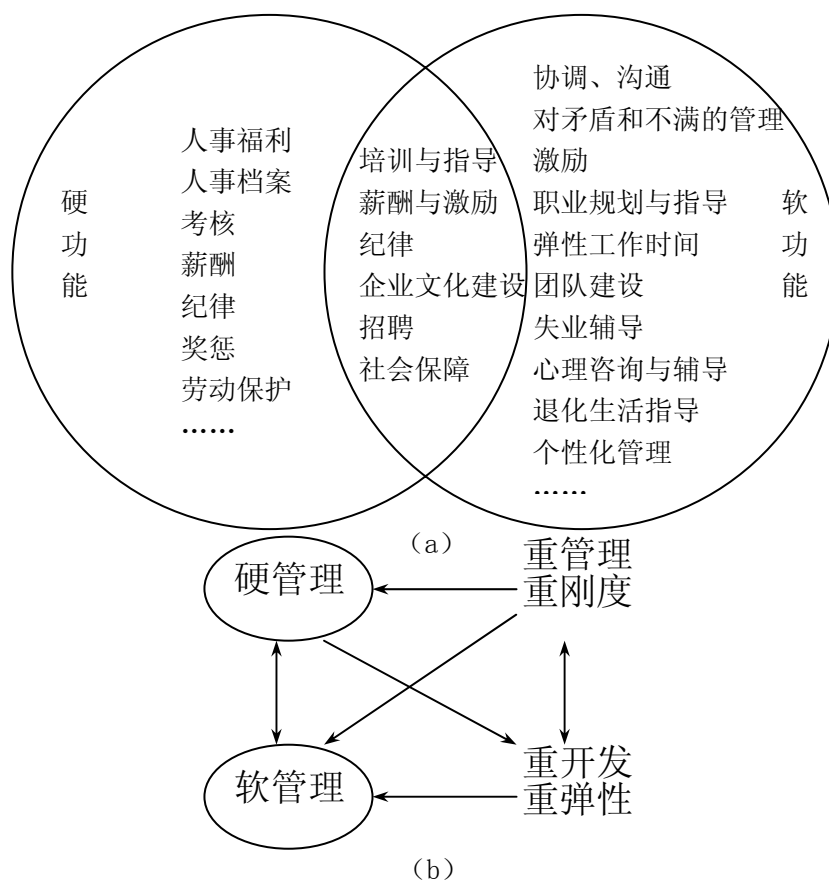 硬功能
人事福利
人事档案
考核
薪酬
纪律
奖惩
劳动保护
……
培训与指导
薪酬与激励
纪律
企业文化建设
招聘
社会保障
协调、沟通
对矛盾和不满的管理
激励
职业规划与指导
弹性工作时间
团队建设
失业辅导
心理咨询与辅导
退化生活指导
个性化管理
……
软功能
（a）
硬管理
重管理
重刚度
软管理
重开发
重弹性
（b）